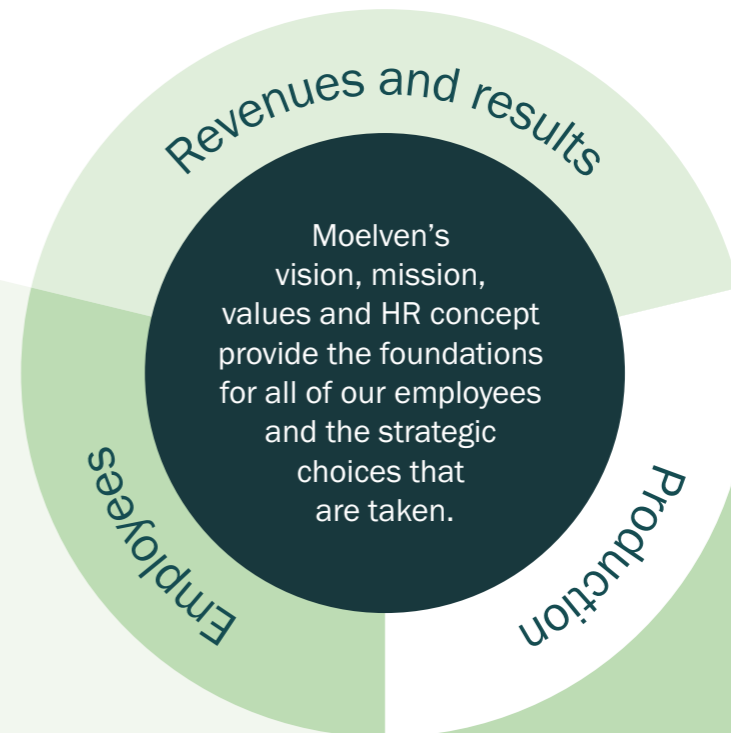 Revenues and results
Moelven's
vision, mission,
values and HR concept
provide the foundations
for all of our employees
and the strategic
choices that
are taken.
Employees
Production